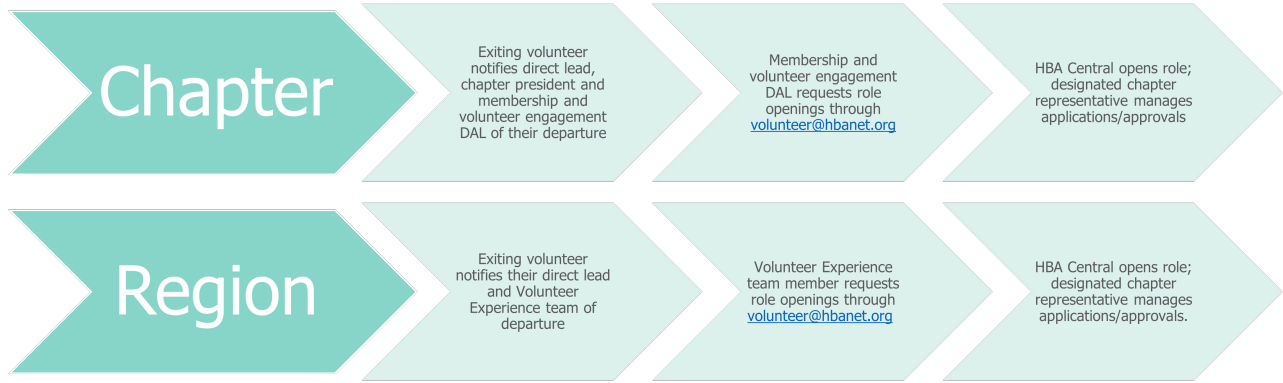 Chapter
Exiting volunteer
notifies direct lead,
chapter president and
membership and
volunteer engagement
DAL of their departure
Membership and
volunteer engagement
DAL requests role
openings through
volunteer@hbanet.org
HBA Central opens role;
designated chapter
representative manages
applications/approvals
Region
Exiting volunteer
notifies their direct lead
and Volunteer
Experience team of
departure
Volunteer Experience
team member requests
role openings through
volunteer@hbanet.org
HBA Central opens role;
designated chapter
representative manages
applications/approvals.